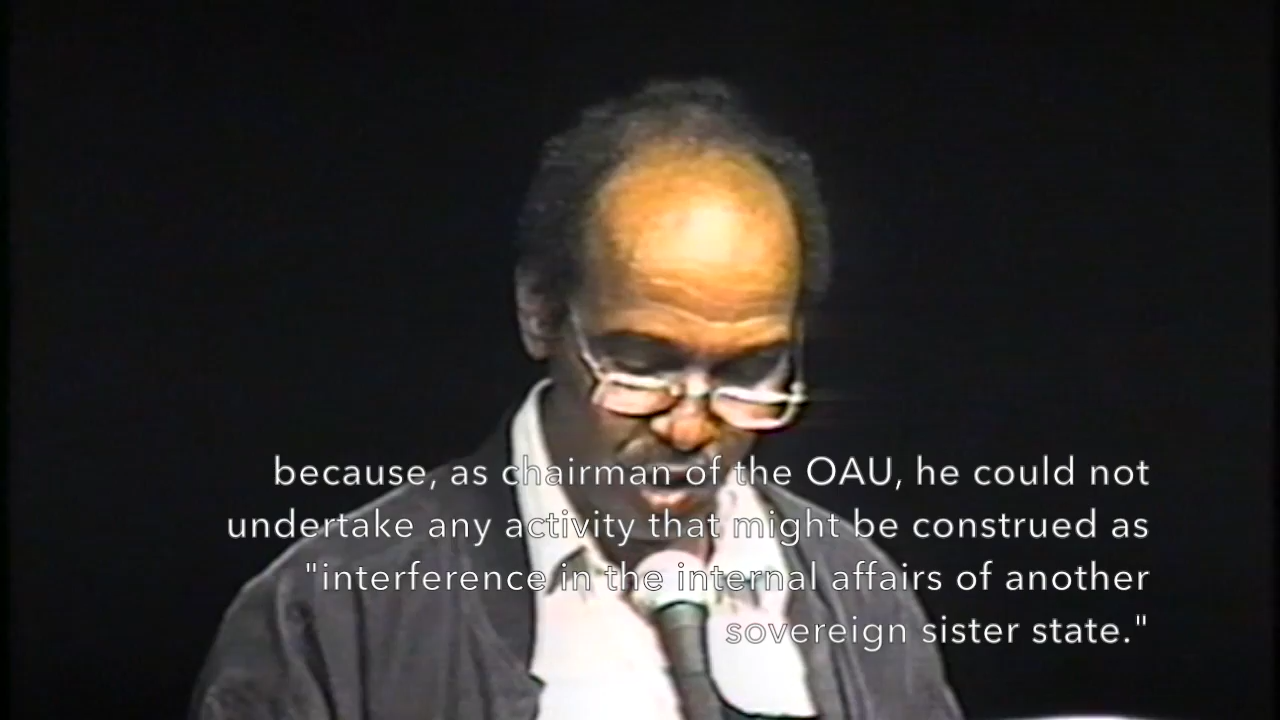 because, as chairman of the OAU, he could not
undertake any activity that might be construed as
"interference in the internal affairs of another
sovereign sister state."